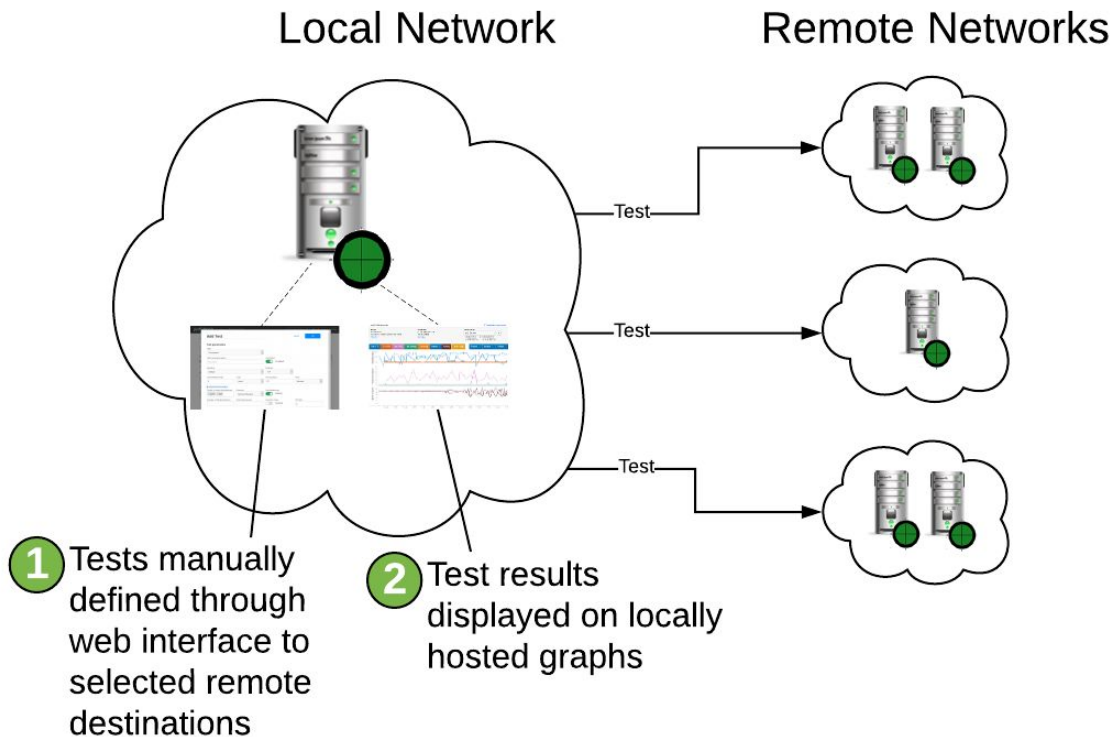 Local Network
Remote Networks
Test
Test
Test
1
Tests manually
defined through
web interface to
selected remote
destinations
2
Test results
displayed on locally
hosted graphs